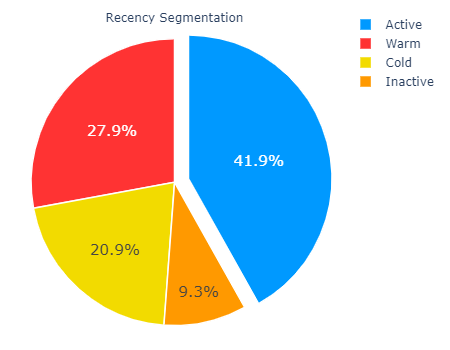 Recency Segmentation
Active
Warm
Cold
Inactive
27.9%
41.9%
20.9%
9.3%